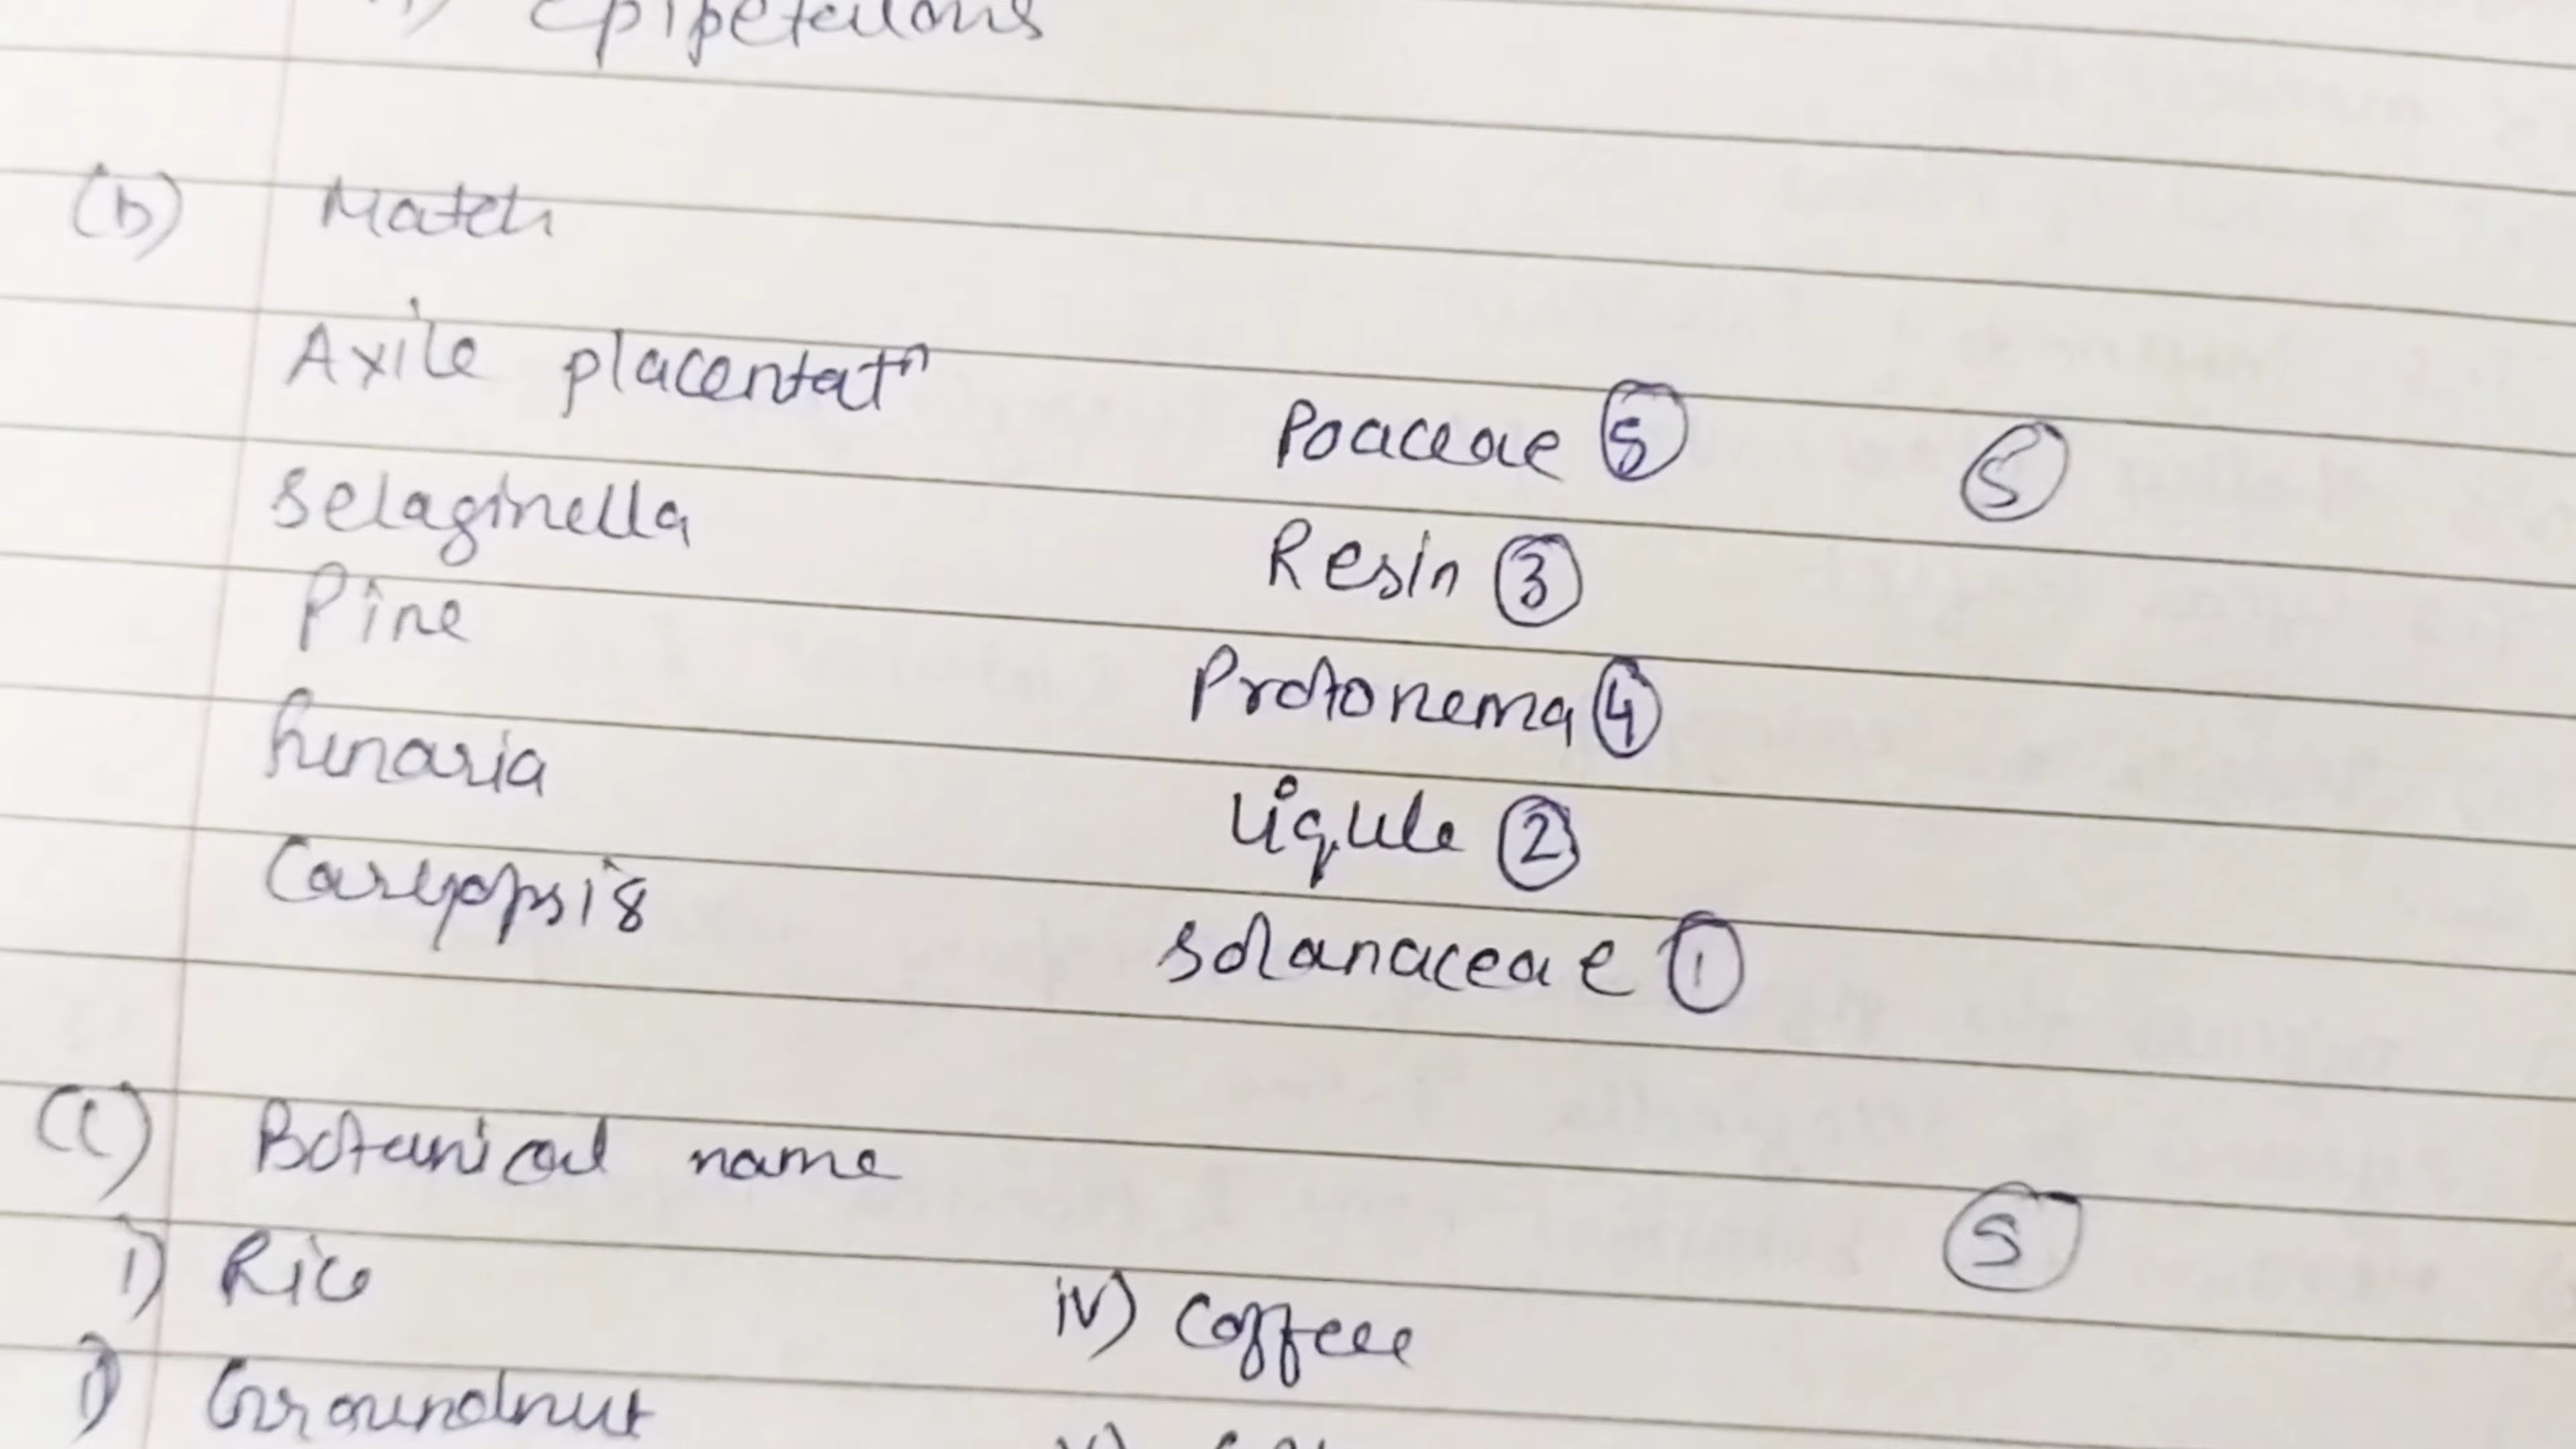 Epipetalous
(b) Match
Axile placentatⁿ Poaceae ⑤ ⑤
Selaginella Resin ③
Pine Protonema ④
Funaria Ligule ②
Caryopsis Solanaceae ①
(c) Botanical name ⑤
i) Rice iv) Coffee
Groundnut